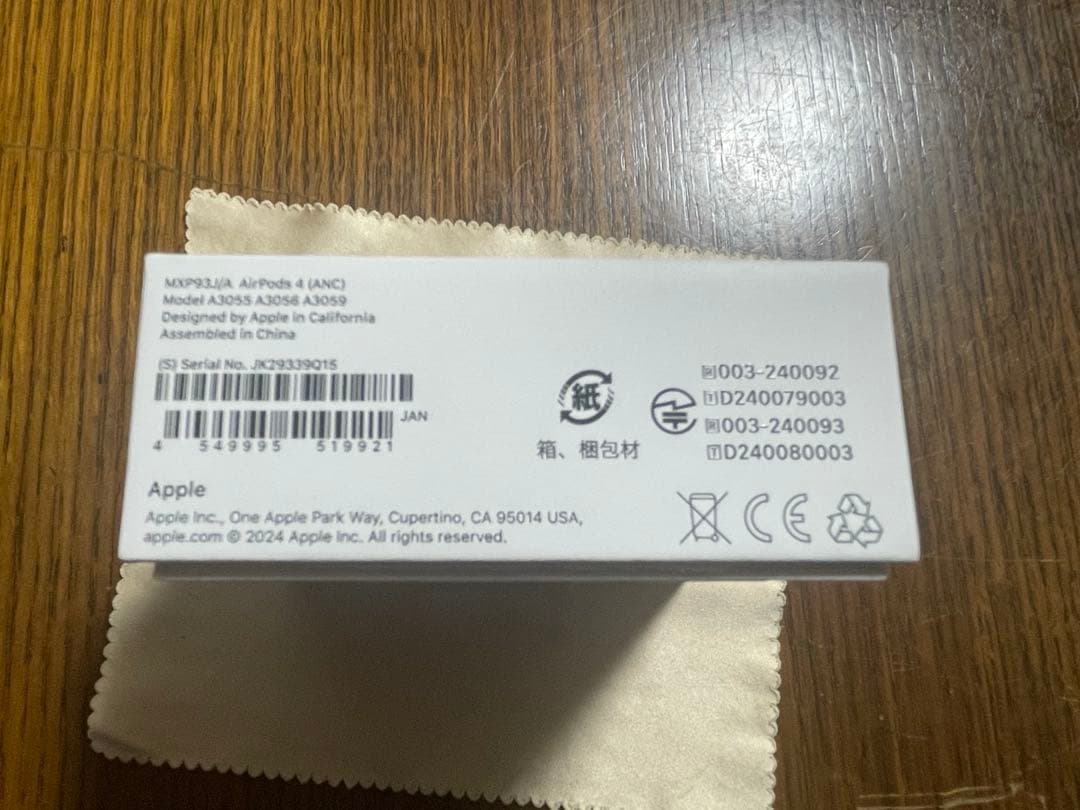 MXP93J/A AirPods 4 (ANC)
Model A3055 A3056 A3059
Designed by Apple in California
Assembled in China
(S) Serial No. JK29339Q15
JAN
4 549995 519921
Apple
Apple Inc., One Apple Park Way, Cupertino, CA 95014 USA,
apple.com © 2024 Apple Inc. All rights reserved.
紙
箱、梱包材
R 003-240092
T D240079003
R 003-240093
T D240080003
CE